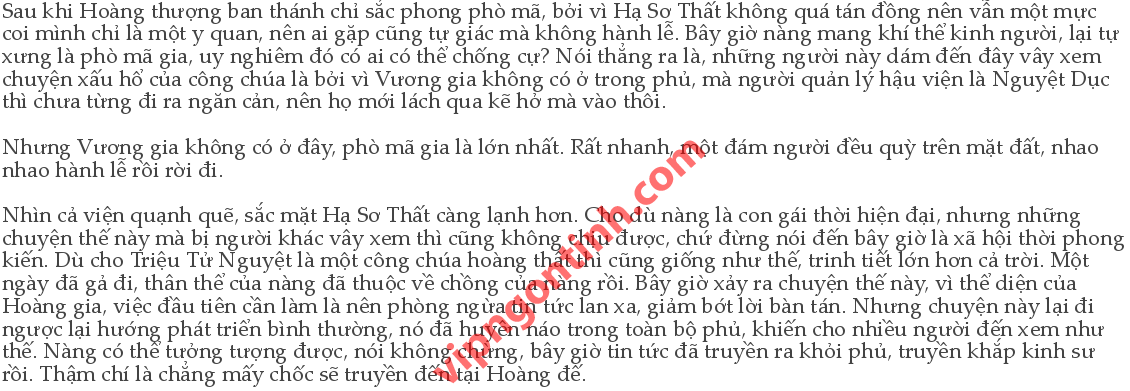 Sau khi Hoàng thượng ban thánh chỉ sắc phong phò mã, bởi vì Hạ Sơ Thất không quá tán đồng nên vẫn một mực
coi mình chỉ là một y quan, nên ai gặp cũng tự giác mà không hành lễ. Bây giờ nàng mang khí thế kinh người, lại tự
xưng là phò mã gia, uy nghiêm đó có ai có thể chống cự? Nói thẳng ra là, những người này dám đến đây vây xem
chuyện xấu hổ của công chúa là bởi vì Vương gia không có ở trong phủ, mà người quản lý hậu viện là Nguyệt Dục
thì chưa từng đi ra ngăn cản, nên họ mới lách qua kẽ hở mà vào thôi.
Nhưng Vương gia không có ở đây, phò mã gia là lớn nhất. Rất nhanh, một đám người đều quỳ trên mặt đất, nhao
nhao hành lễ rồi rời đi.
Nhìn cả viện quạnh quẽ, sắc mặt Hạ Sơ Thất càng lạnh hơn. Cho dù nàng là con gái thời hiện đại, nhưng những
chuyện thế này mà bị người khác vây xem thì cũng không chịu được, chứ đừng nói đến bây giờ là xã hội thời phong
kiến. Dù cho Triệu Tử Nguyệt là một công chúa hoàng thất thì cũng giống như thế, trinh tiết lớn hơn cả trời. Một
ngày đã gả đi, thân thể của nàng đã thuộc về chồng của nàng rồi. Bây giờ xảy ra chuyện thế này, vì thể diện của
Hoàng gia, việc đầu tiên cần làm là nên phòng ngừa tin tức lan xa, giảm bớt lời bàn tán. Nhưng chuyện này lại đi
ngược lại hướng phát triển bình thường, nó đã huyên náo trong toàn bộ phủ, khiến cho nhiều người đến xem như
thế. Nàng có thể tưởng tượng được, nói không chừng, bây giờ tin tức đã truyền ra khỏi phủ, truyền khắp kinh sư
rồi. Thậm chí là chẳng mấy chốc sẽ truyền đến tai Hoàng đế.
vipngontinh.com